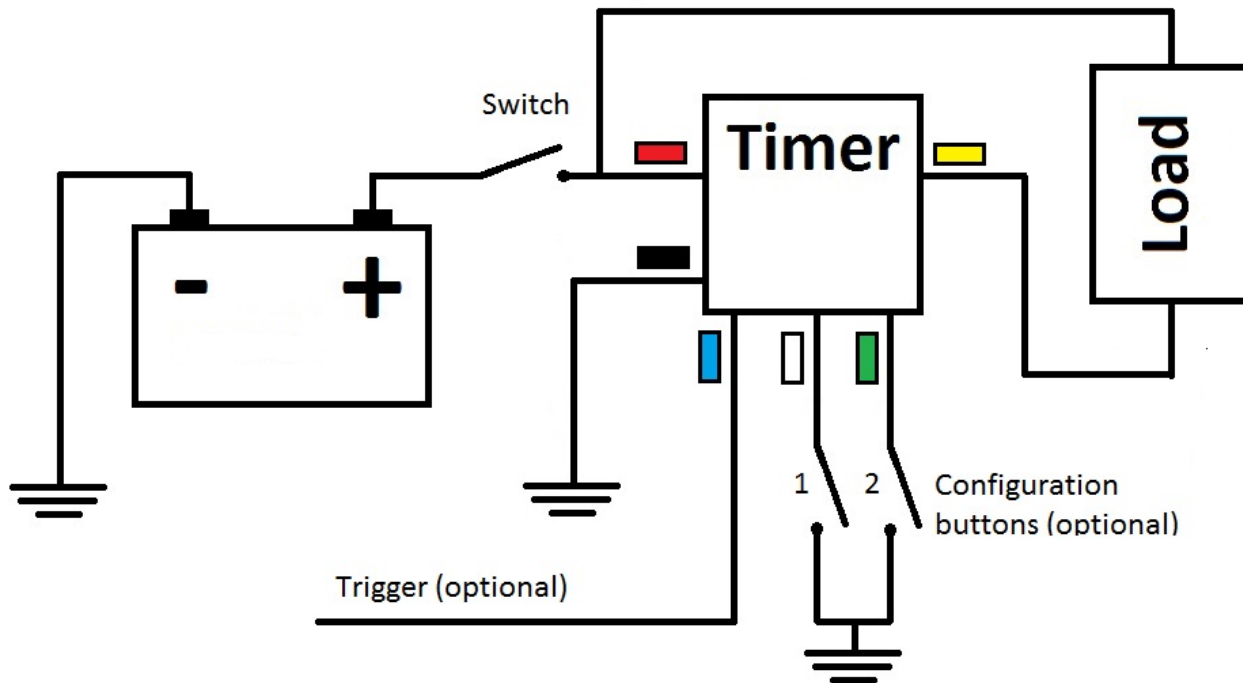 Switch
Timer
Load
-
+
1
2
Configuration
buttons (optional)
Trigger (optional)